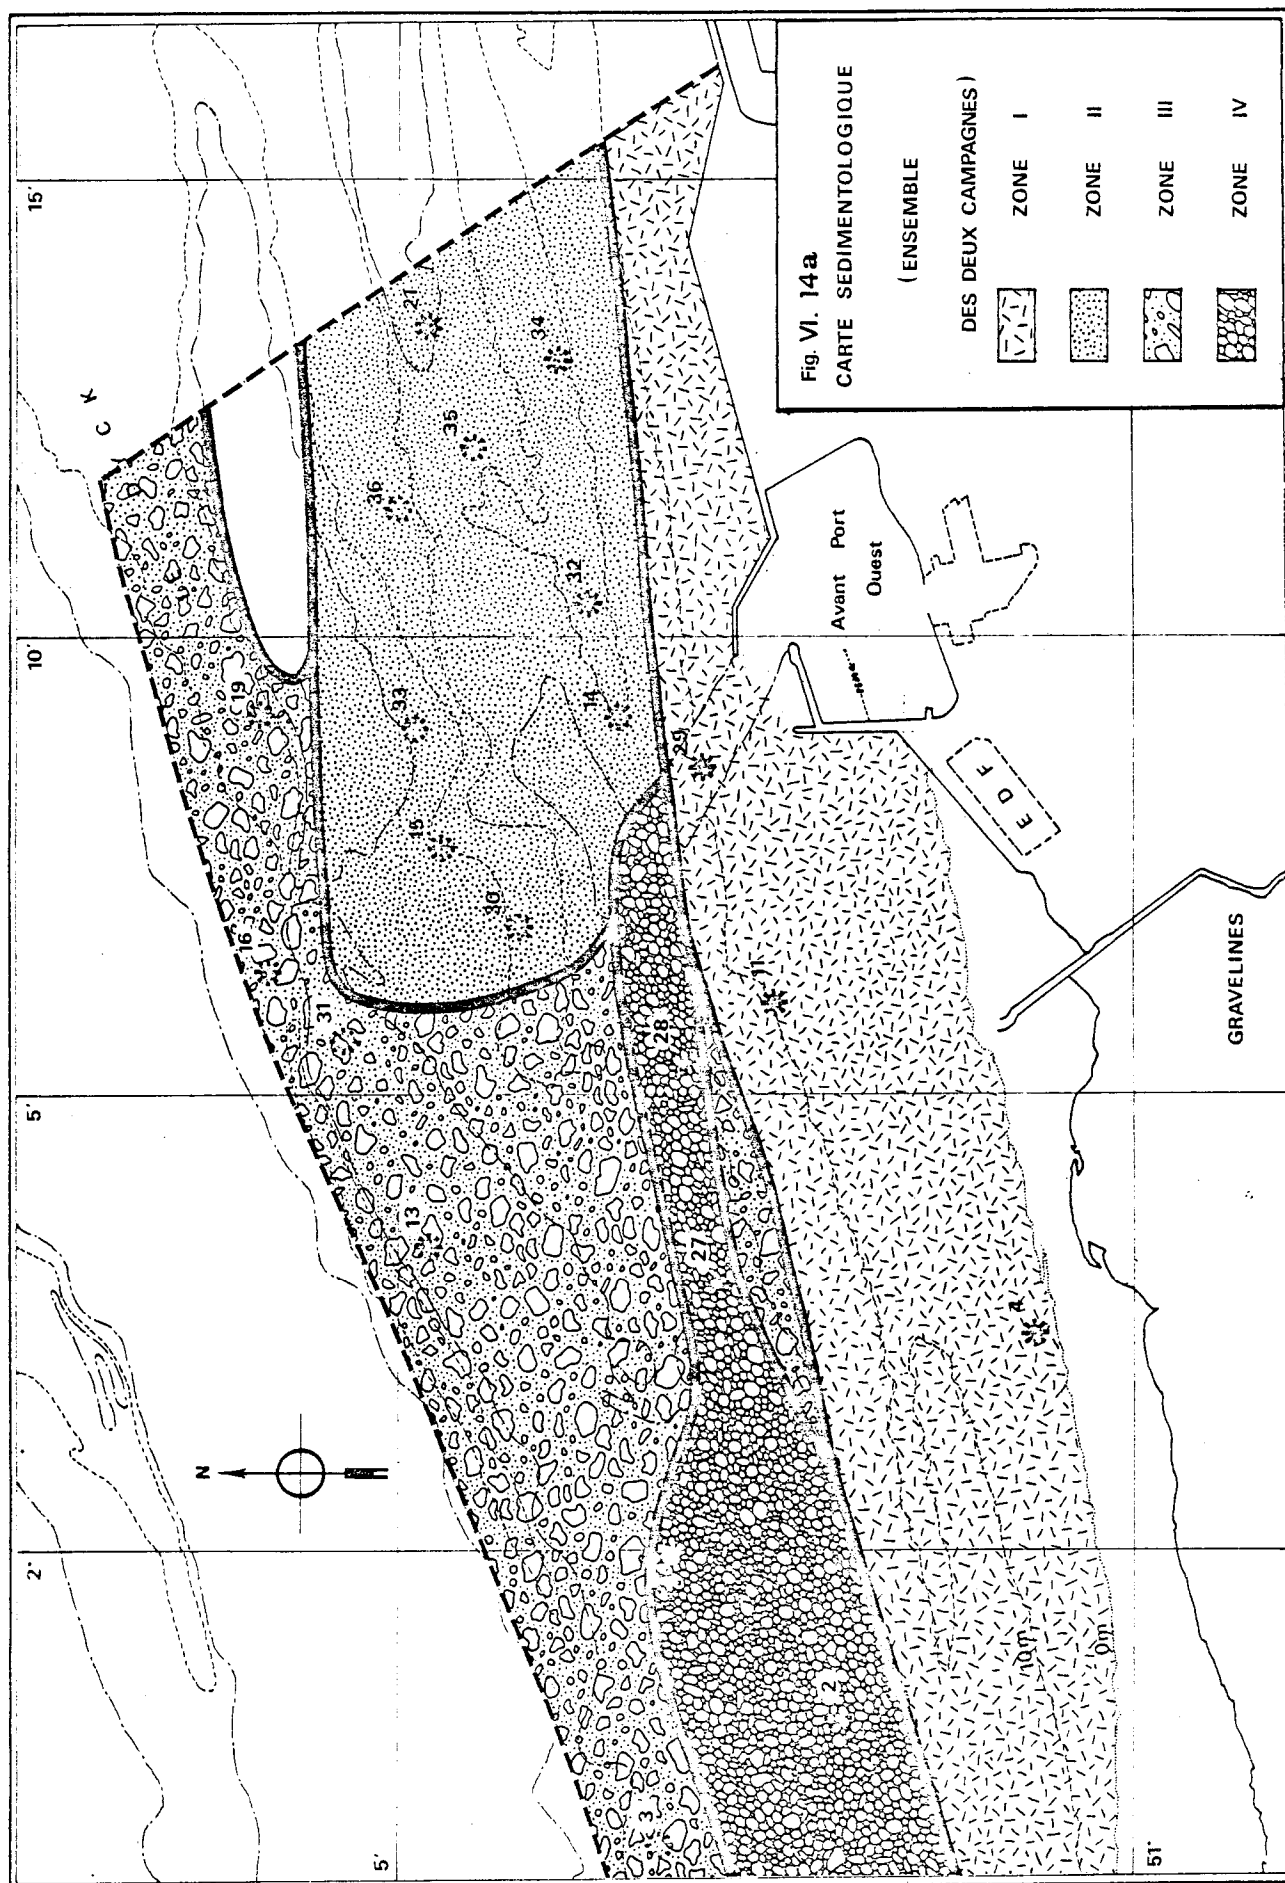 Fig. VI. 14a
CARTE SEDIMENTOLOGIQUE
( ENSEMBLE
DES DEUX CAMPAGNES )
ZONE I
ZONE II
ZONE III
ZONE IV
2°
5'
10'
15'
5'
51°
N
C K
19
16
31
13
3
21
34
35
36
32
33
14
15
30
29
28
27
2
11
10m
0m
Avant Port
Ouest
E D F
GRAVELINES